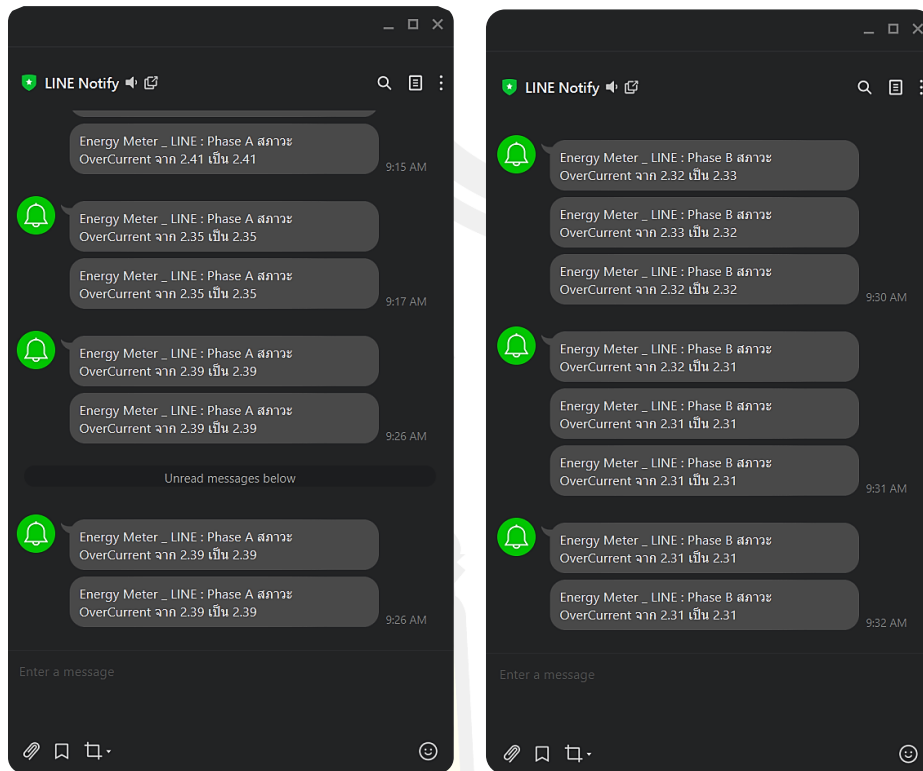 LINE Notify
Energy Meter _ LINE : Phase A สภาวะ
OverCurrent จาก 2.41 เป็น 2.41
9:15 AM
Energy Meter _ LINE : Phase A สภาวะ
OverCurrent จาก 2.35 เป็น 2.35
Energy Meter _ LINE : Phase A สภาวะ
OverCurrent จาก 2.35 เป็น 2.35
9:17 AM
Energy Meter _ LINE : Phase A สภาวะ
OverCurrent จาก 2.39 เป็น 2.39
Energy Meter _ LINE : Phase A สภาวะ
OverCurrent จาก 2.39 เป็น 2.39
9:26 AM
Unread messages below
Energy Meter _ LINE : Phase A สภาวะ
OverCurrent จาก 2.39 เป็น 2.39
Energy Meter _ LINE : Phase A สภาวะ
OverCurrent จาก 2.39 เป็น 2.39
9:26 AM
Enter a message
LINE Notify
Energy Meter _ LINE : Phase B สภาวะ
OverCurrent จาก 2.32 เป็น 2.33
Energy Meter _ LINE : Phase B สภาวะ
OverCurrent จาก 2.33 เป็น 2.32
Energy Meter _ LINE : Phase B สภาวะ
OverCurrent จาก 2.32 เป็น 2.32
9:30 AM
Energy Meter _ LINE : Phase B สภาวะ
OverCurrent จาก 2.32 เป็น 2.31
Energy Meter _ LINE : Phase B สภาวะ
OverCurrent จาก 2.31 เป็น 2.31
Energy Meter _ LINE : Phase B สภาวะ
OverCurrent จาก 2.31 เป็น 2.31
9:31 AM
Energy Meter _ LINE : Phase B สภาวะ
OverCurrent จาก 2.31 เป็น 2.31
Energy Meter _ LINE : Phase B สภาวะ
OverCurrent จาก 2.31 เป็น 2.31
9:32 AM
Enter a message